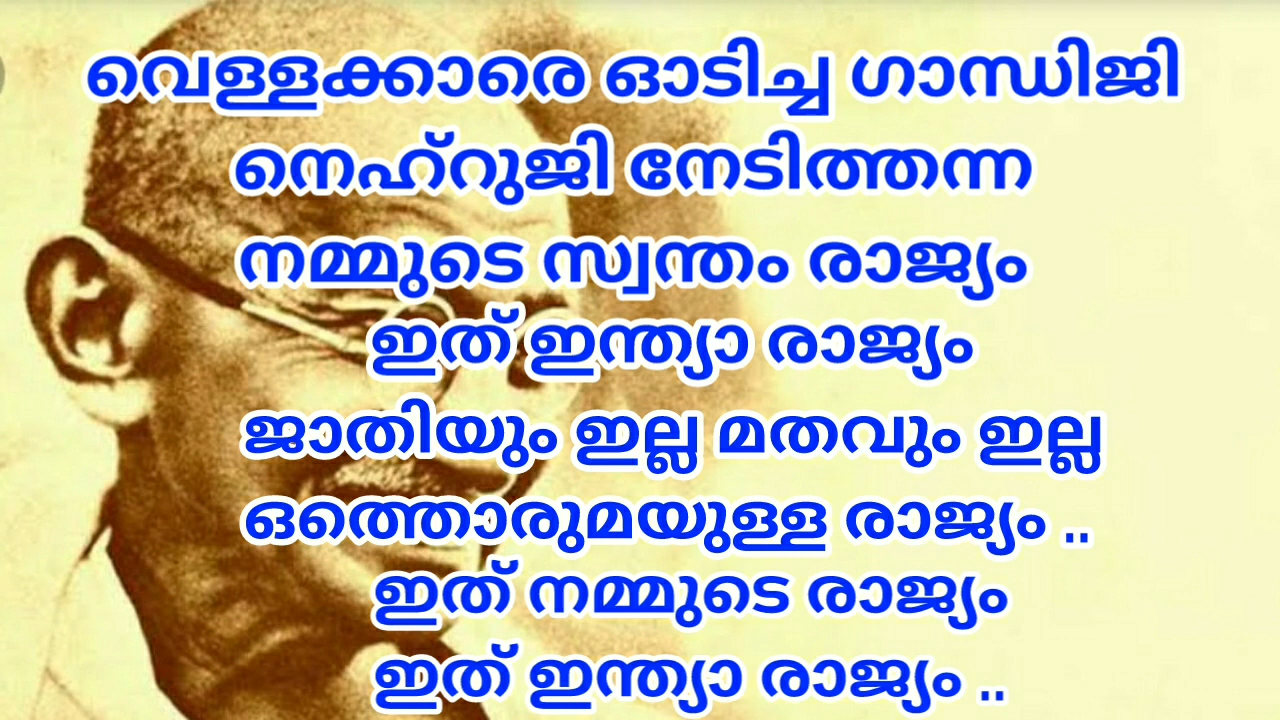 വെള്ളക്കാരെ ഓടിച്ച ഗാന്ധിജി
നെഹ്റുജി നേടിത്തന്ന
നമ്മുടെ സ്വന്തം രാജ്യം
ഇത് ഇന്ത്യാ രാജ്യം
ജാതിയും ഇല്ല മതവും ഇല്ല
ഒത്തൊരുമയുള്ള രാജ്യം ..
ഇത് നമ്മുടെ രാജ്യം
ഇത് ഇന്ത്യാ രാജ്യം ..